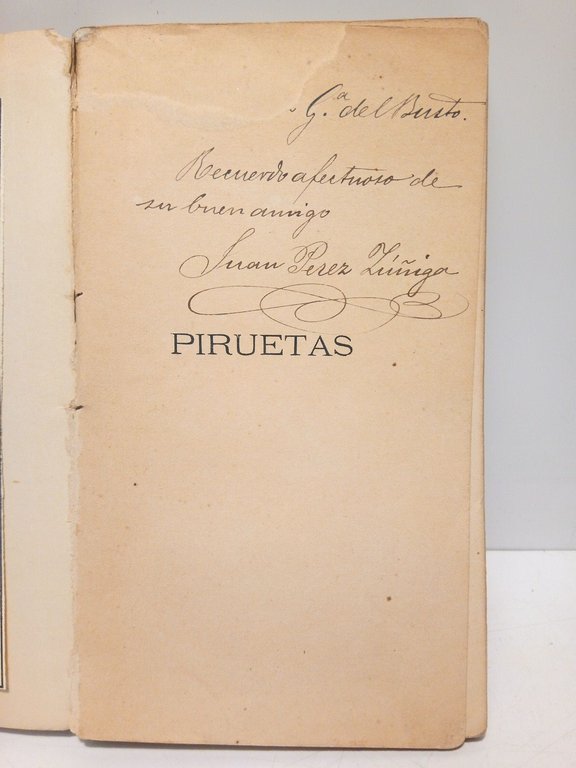 G.ª del Busto.
Recuerdo afectuoso de
su buen amigo
Juan Perez Zúñiga
PIRUETAS